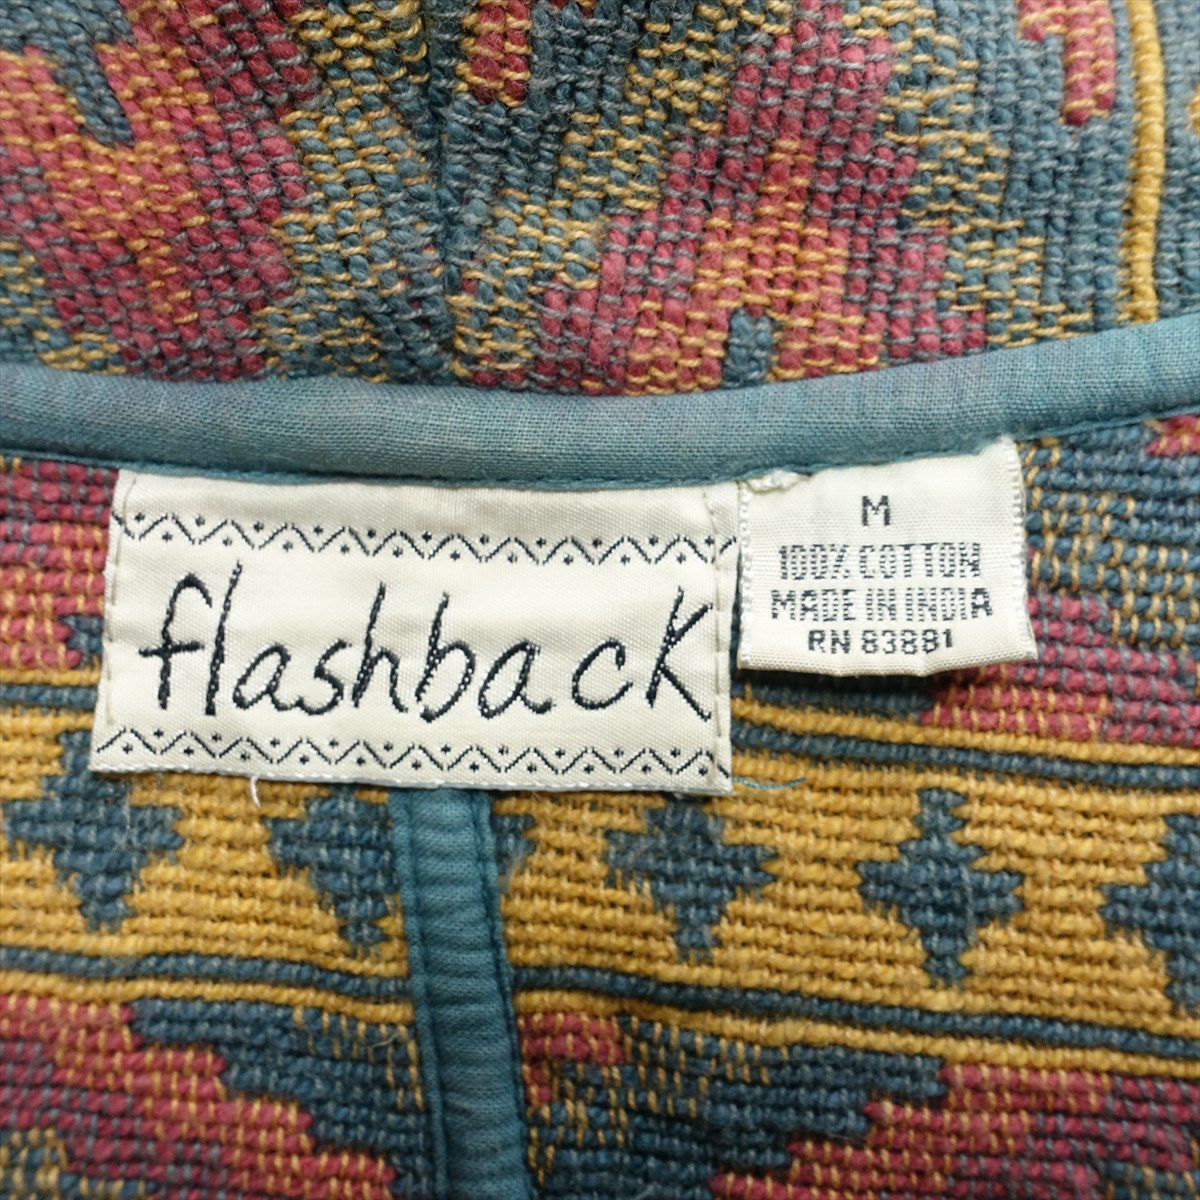 flashback
M
100% COTTON
MADE IN INDIA
RN 83881